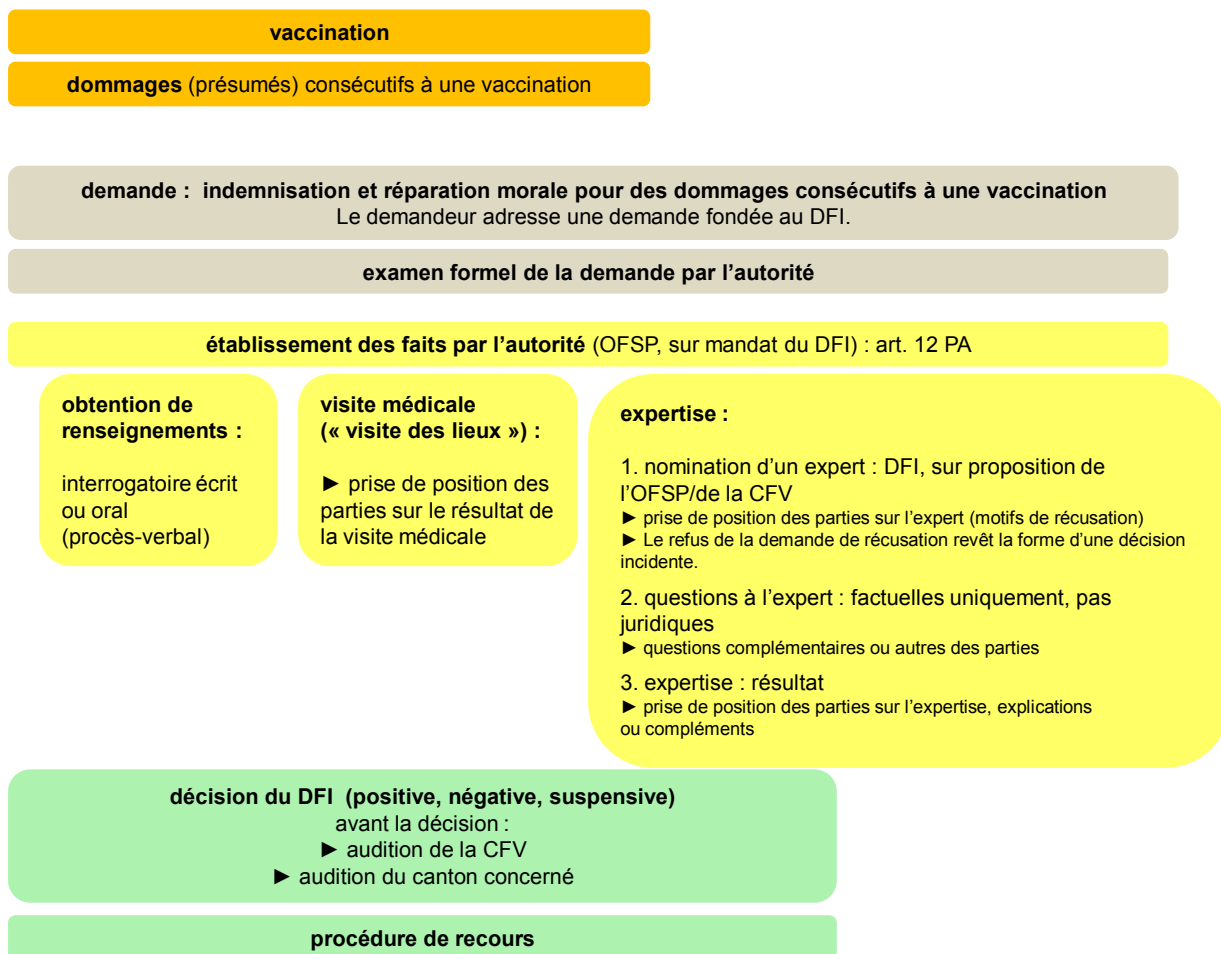 vaccination
dommages (présumés) consécutifs à une vaccination
demande :  indemnisation et réparation morale pour des dommages consécutifs à une vaccination
Le demandeur adresse une demande fondée au DFI.
examen formel de la demande par l’autorité
établissement des faits par l’autorité (OFSP, sur mandat du DFI) : art. 12 PA
obtention de
renseignements :
interrogatoire écrit
ou oral
(procès-verbal)
visite médicale
(« visite des lieux ») :
► prise de position des
parties sur le résultat de
la visite médicale
expertise :
1. nomination d’un expert : DFI, sur proposition de
l’OFSP/de la CFV
► prise de position des parties sur l’expert (motifs de récusation)
► Le refus de la demande de récusation revêt la forme d’une décision
incidente.
2. questions à l’expert : factuelles uniquement, pas
juridiques
► questions complémentaires ou autres des parties
3. expertise : résultat
► prise de position des parties sur l’expertise, explications
ou compléments
décision du DFI  (positive, négative, suspensive)
avant la décision :
► audition de la CFV
► audition du canton concerné
procédure de recours